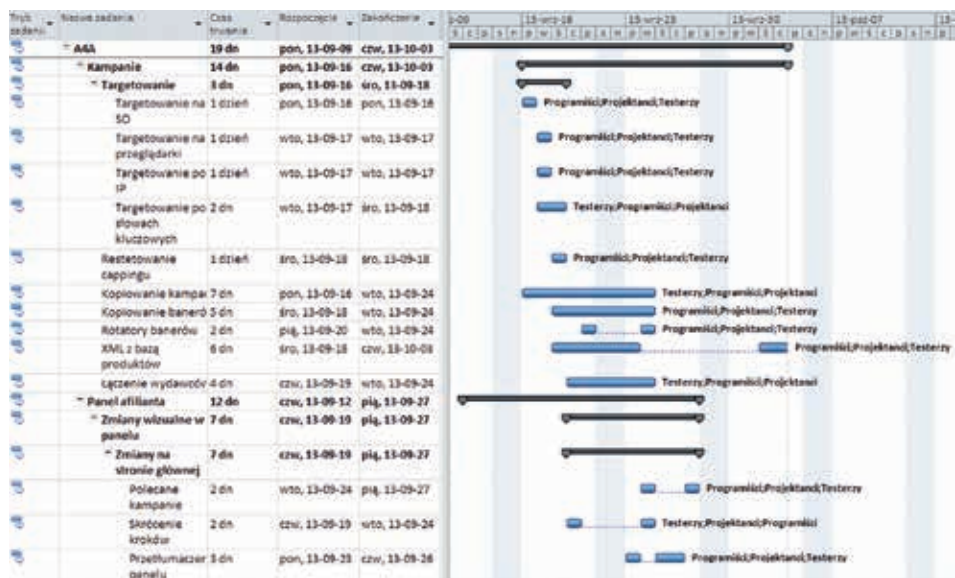 Tryb Nazwa zadania Czas Rozpoczęcie Zakończenie 13-wrz-16 13-wrz-23 13-wrz-30 13-paź-07
zadania trwania
A4A 19 dn pon, 13-09-09 czw, 13-10-03
Kampanie 14 dn pon, 13-09-16 czw, 13-10-03
Targetowanie 3 dn pon, 13-09-16 śro, 13-09-18
Targetowanie na 1 dzień pon, 13-09-16 pon, 13-09-16 Programiści;Projektanci;Testerzy
SO
Targetowanie na 1 dzień wto, 13-09-17 wto, 13-09-17 Programiści;Projektanci;Testerzy
przeglądarki
Targetowanie po 1 dzień wto, 13-09-17 wto, 13-09-17 Programiści;Projektanci;Testerzy
IP
Targetowanie po 2 dn wto, 13-09-17 śro, 13-09-18 Testerzy;Programiści;Projektanci
słowach
kluczowych
Restetowanie 1 dzień śro, 13-09-18 śro, 13-09-18 Programiści;Projektanci;Testerzy
cappingu
Kopiowanie kampai 7 dn pon, 13-09-16 wto, 13-09-24 Testerzy;Programiści;Projektanci
Kopiowanie baneró 5 dn śro, 13-09-18 wto, 13-09-24 Programiści;Projektanci;Testerzy
Rotatory banerów 2 dn pią, 13-09-20 wto, 13-09-24 Programiści;Projektanci;Testerzy
XML z bazą 6 dn śro, 13-09-18 czw, 13-10-03 Programiści;Projektanci;Testerzy
produktów
Łączenie wydawców 4 dn czw, 13-09-19 wto, 13-09-24 Testerzy;Programiści;Projektanci
Panel afilianta 12 dn czw, 13-09-12 pią, 13-09-27
Zmiany wizualne w 7 dn czw, 13-09-19 pią, 13-09-27
panelu
Zmiany na 7 dn czw, 13-09-19 pią, 13-09-27
stronie głównej
Polecane 2 dn wto, 13-09-24 pią, 13-09-27 Programiści;Projektanci;Testerzy
kampanie
Skrócenie 2 dn czw, 13-09-19 wto, 13-09-24 Testerzy;Projektanci;Programiści
kroków
Przetłumaczer 3 dn pon, 13-09-23 czw, 13-09-26 Programiści;Projektanci;Testerzy
panelu